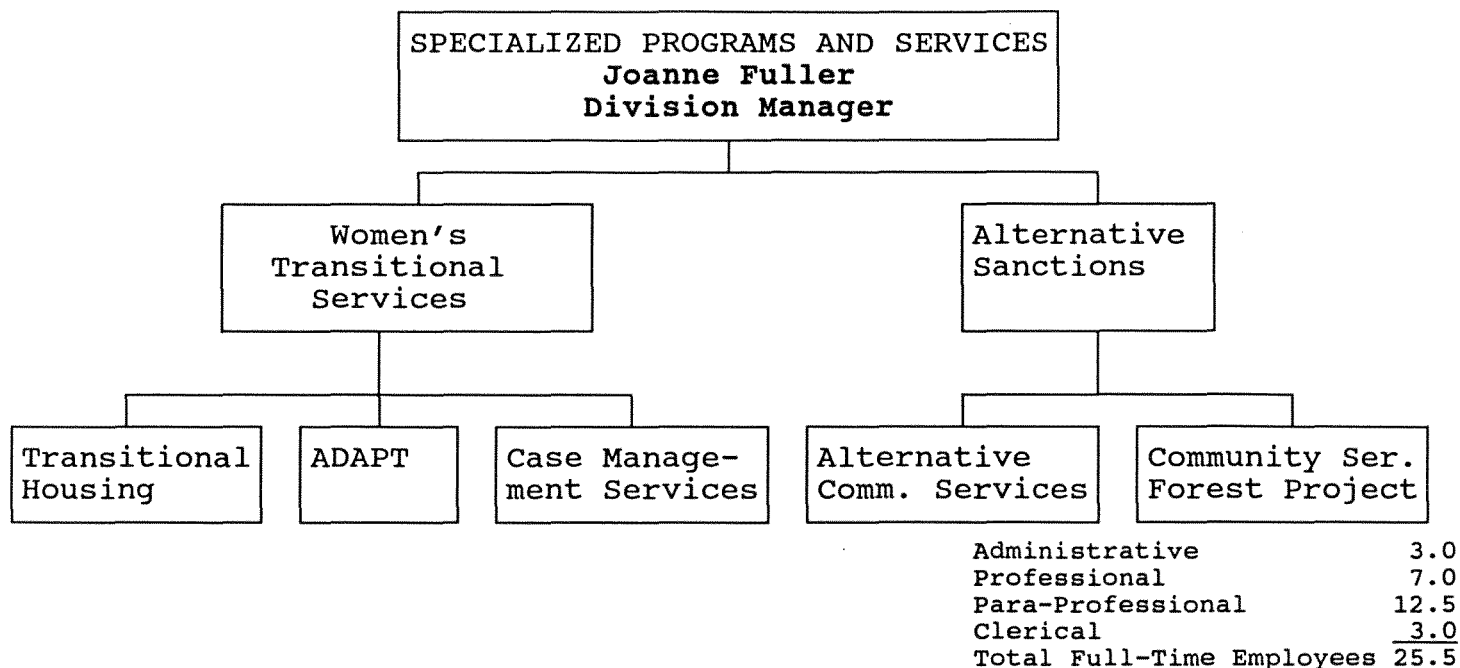 SPECIALIZED PROGRAMS AND SERVICES
Joanne Fuller
Division Manager
Women's
Transitional
Services
Alternative
Sanctions
Transitional
Housing
ADAPT
Case Manage-
ment Services
Alternative
Comm. Services
Community Ser.
Forest Project
Administrative 3.0
Professional 7.0
Para-Professional 12.5
Clerical 3.0
Total Full-Time Employees 25.5